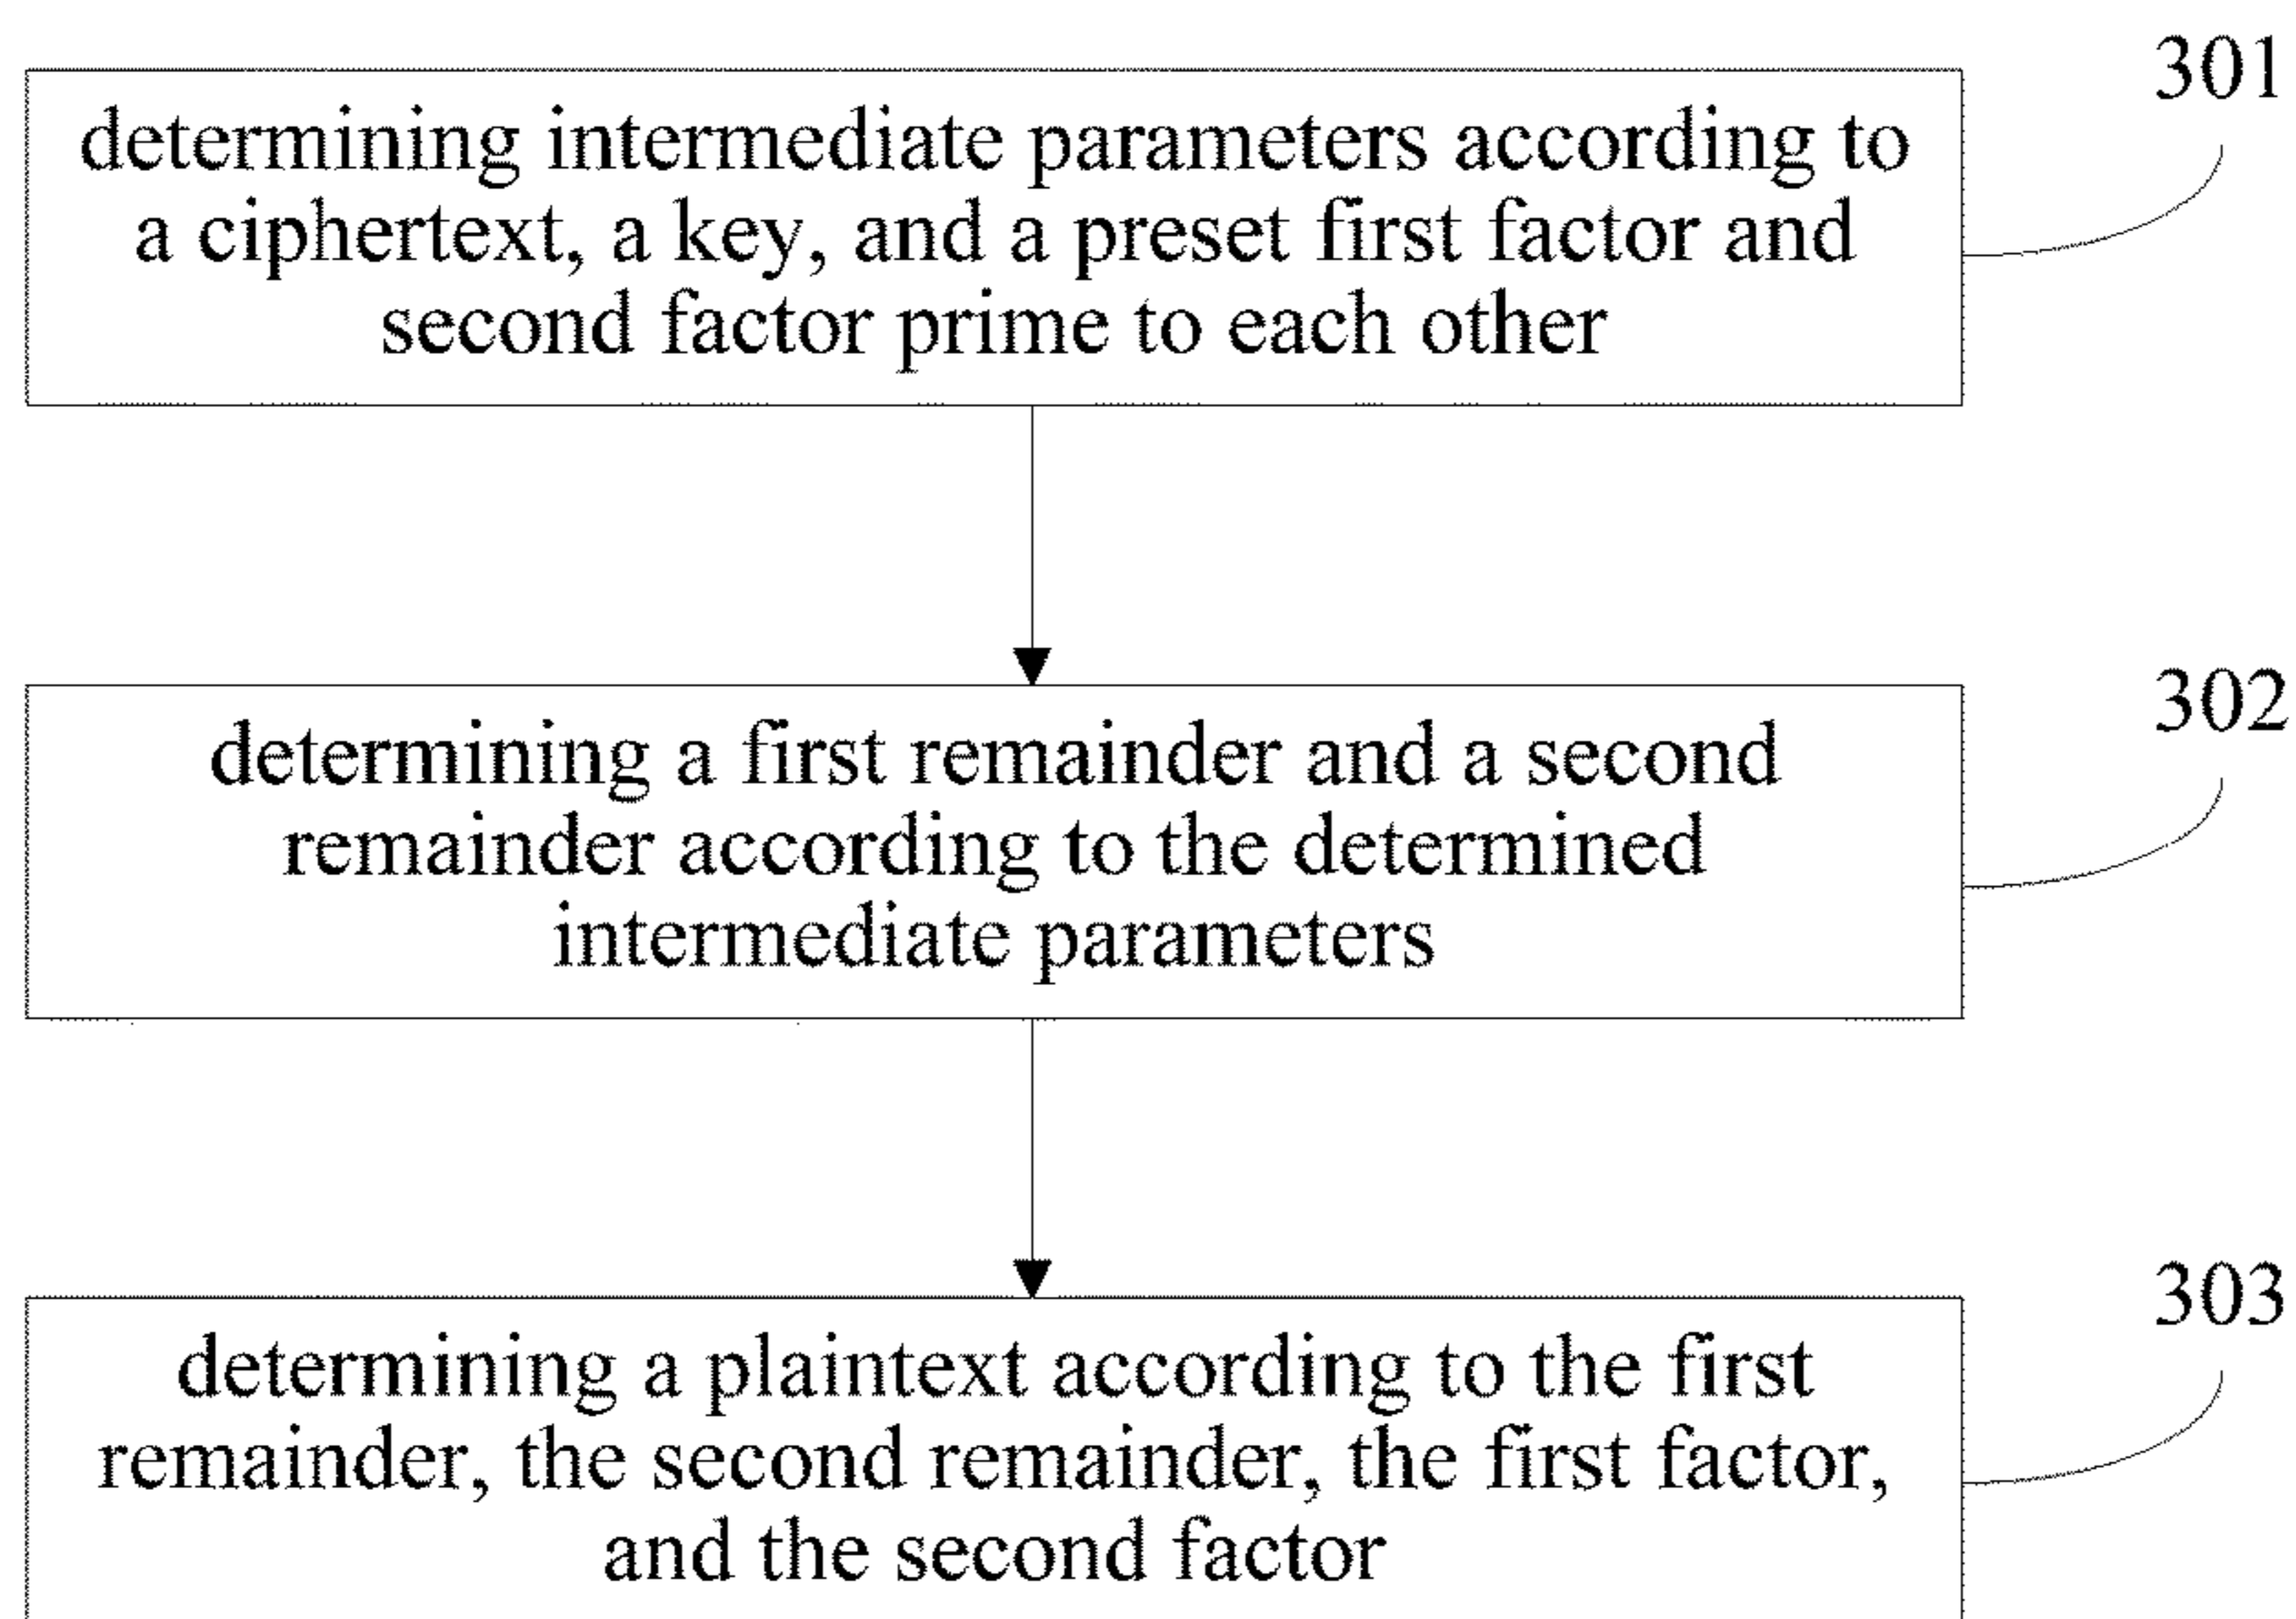 301
determining intermediate parameters according to
a ciphertext, a key, and a preset first factor and
second factor prime to each other
302
determining a first remainder and a second
remainder according to the determined
intermediate parameters
303
determining a plaintext according to the first
remainder, the second remainder, the first factor,
and the second factor